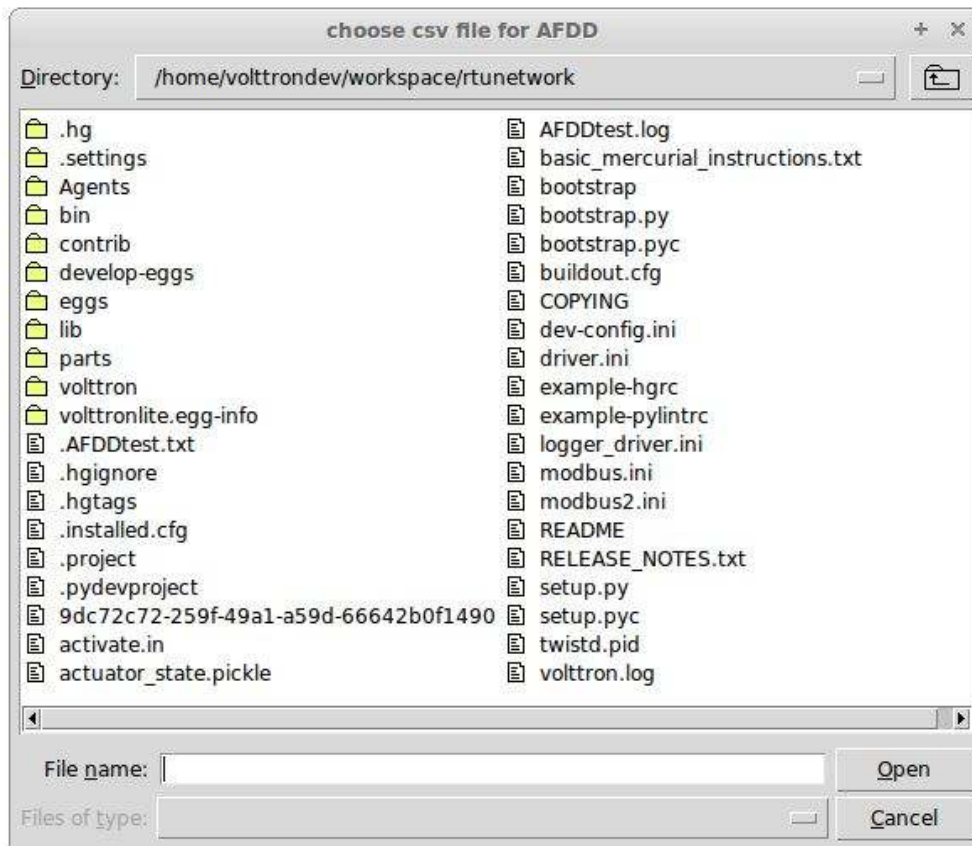 choose csv file for AFDD
Directory: /home/volttrondev/workspace/rtunetwork
.hg
.settings
Agents
bin
contrib
develop-eggs
eggs
lib
parts
volttron
volttronlite.egg-info
.AFDDtest.txt
.hgignore
.hgtags
.installed.cfg
.project
.pydevproject
9dc72c72-259f-49a1-a59d-66642b0f1490
activate.in
actuator_state.pickle
AFDDtest.log
basic_mercurial_instructions.txt
bootstrap
bootstrap.py
bootstrap.pyc
buildout.cfg
COPYING
dev-config.ini
driver.ini
example-hgrc
example-pylintrc
logger_driver.ini
modbus.ini
modbus2.ini
README
RELEASE_NOTES.txt
setup.py
setup.pyc
twistd.pid
volttron.log
File name: Open
Files of type: Cancel